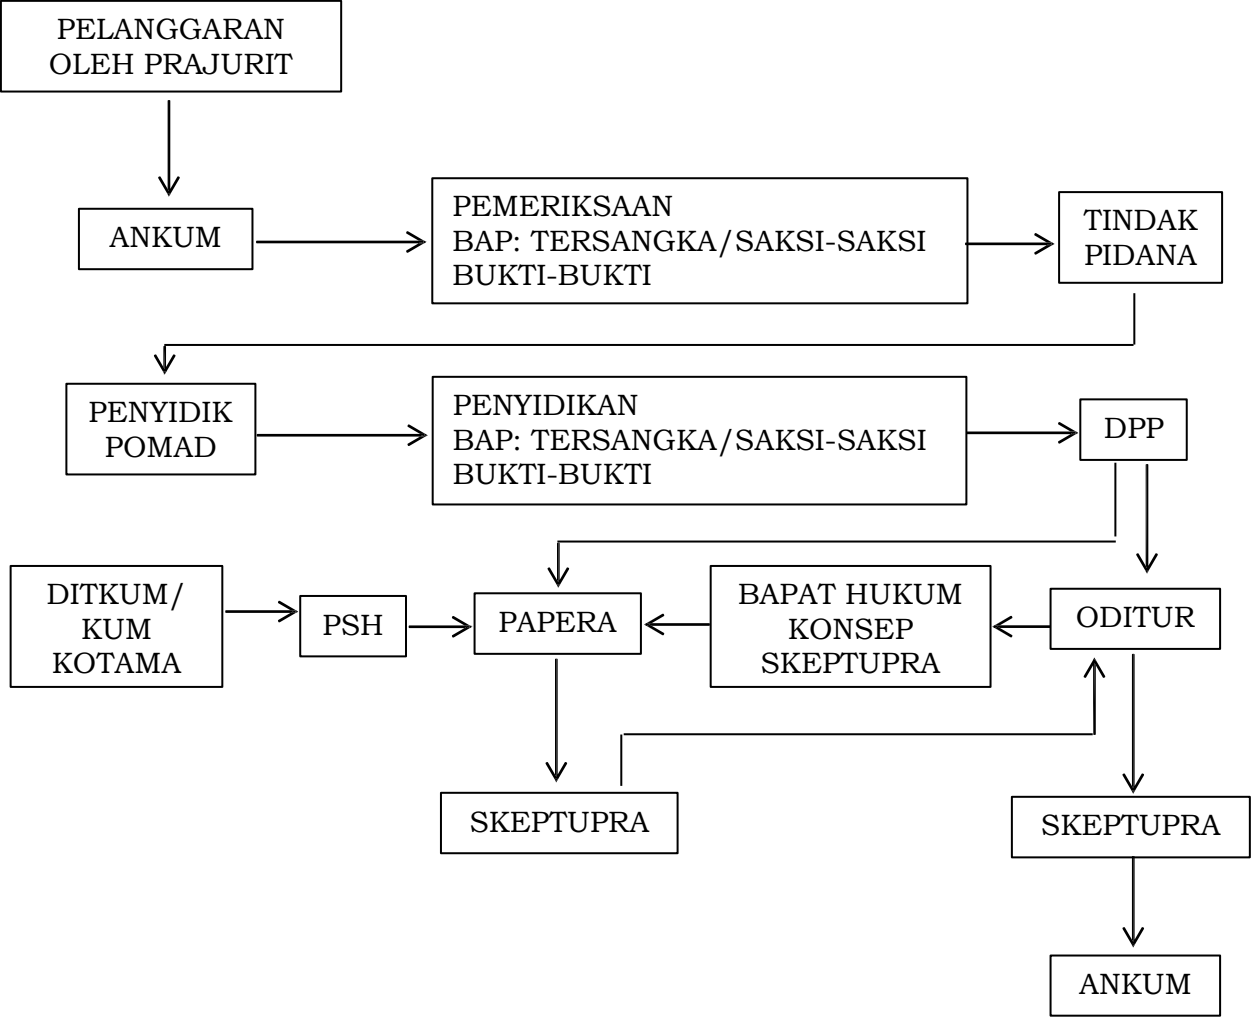 PELANGGARAN
OLEH PRAJURIT
ANKUM
PEMERIKSAAN
BAP: TERSANGKA/SAKSI-SAKSI
BUKTI-BUKTI
TINDAK
PIDANA
PENYIDIK
POMAD
PENYIDIKAN
BAP: TERSANGKA/SAKSI-SAKSI
BUKTI-BUKTI
DPP
DITKUM/
KUM
KOTAMA
PSH
PAPERA
BAPAT HUKUM
KONSEP
SKEPTUPRA
ODITUR
SKEPTUPRA
SKEPTUPRA
ANKUM